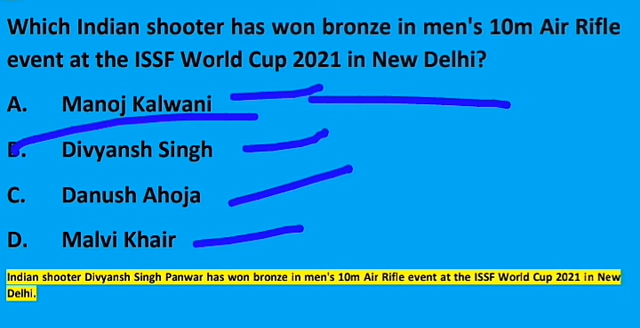 Which Indian shooter has won bronze in men's 10m Air Rifle
event at the ISSF World Cup 2021 in New Delhi?
A. Manoj Kalwani
B. Divyansh Singh
C. Danush Ahoja
D. Malvi Khair
Indian shooter Divyansh Singh Panwar has won bronze in men's 10m Air Rifle event at the ISSF World Cup 2021 in New
Delhi.